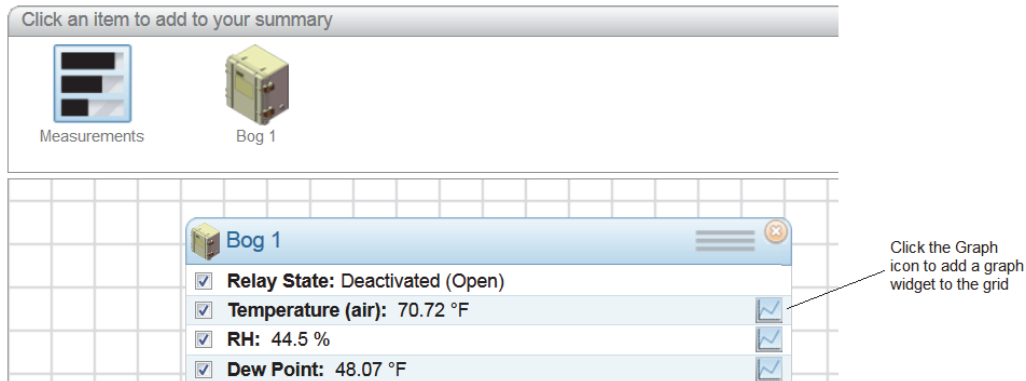 Click an item to add to your summary
Measurements
Bog 1
Bog 1
Relay State: Deactivated (Open)
Temperature (air): 70.72 °F
RH: 44.5 %
Dew Point: 48.07 °F
Click the Graph
icon to add a graph
widget to the grid